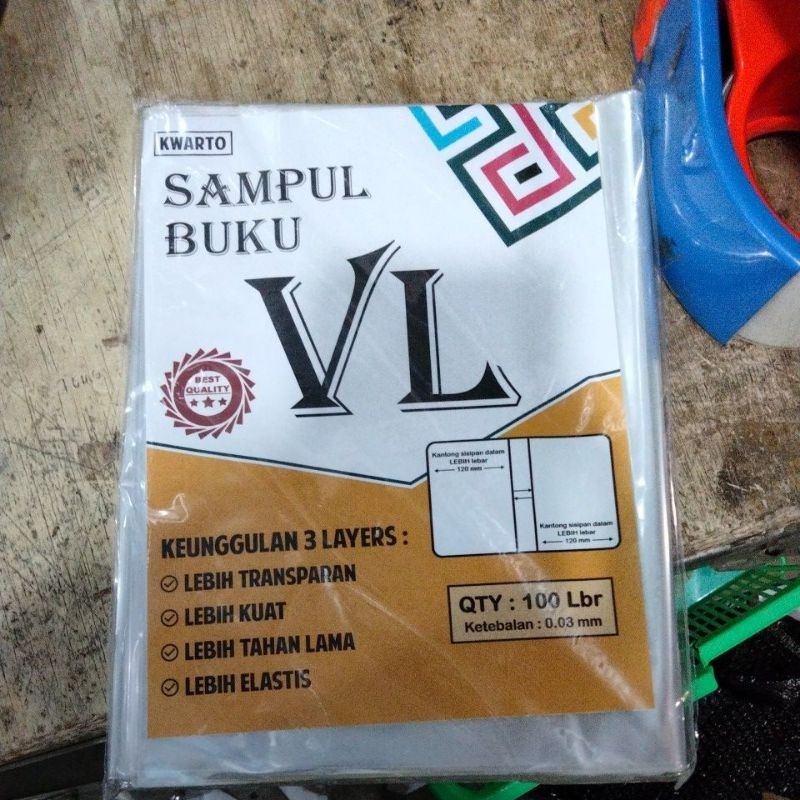 KWARTO
SAMPUL
BUKU
VL
BEST
QUALITY
Kantong sisipan dalam
LEBIH lebar
120 mm
Kantong sisipan dalam
LEBIH lebar
120 mm
KEUNGGULAN 3 LAYERS :
LEBIH TRANSPARAN
LEBIH KUAT
LEBIH TAHAN LAMA
LEBIH ELASTIS
QTY : 100 Lbr
Ketebalan : 0.03 mm